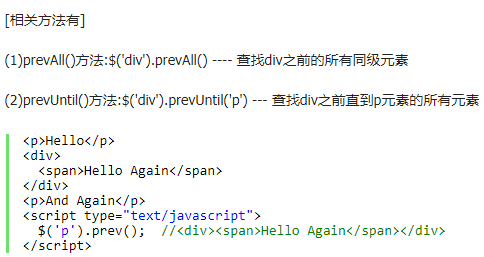 [相关方法有]
(1)prevAll()方法:$('div').prevAll() ---- 查找div之前的所有同级元素
(2)prevUntil()方法:$('div').prevUntil('p') --- 查找div之前直到p元素的所有元素
<p>Hello</p>
<div>
  <span>Hello Again</span>
</div>
<p>And Again</p>
<script type="text/javascript">
  $('p').prev();  //<div><span>Hello Again</span></div>
</script>